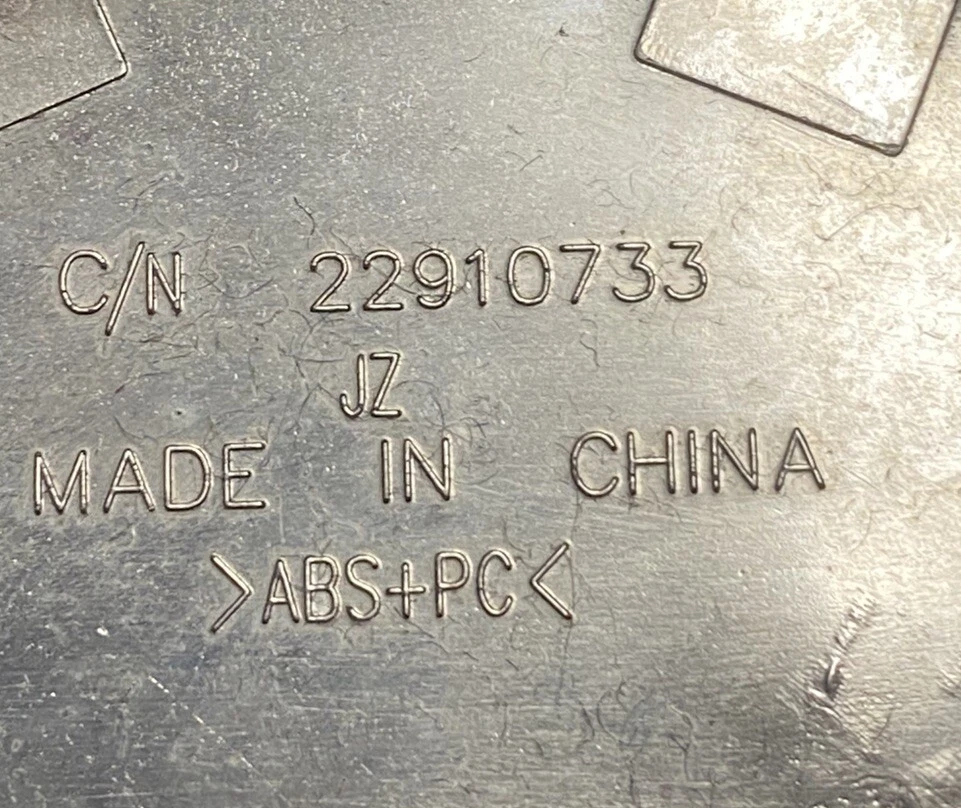 C/N 22910733
JZ
MADE IN CHINA
>ABS+PC<